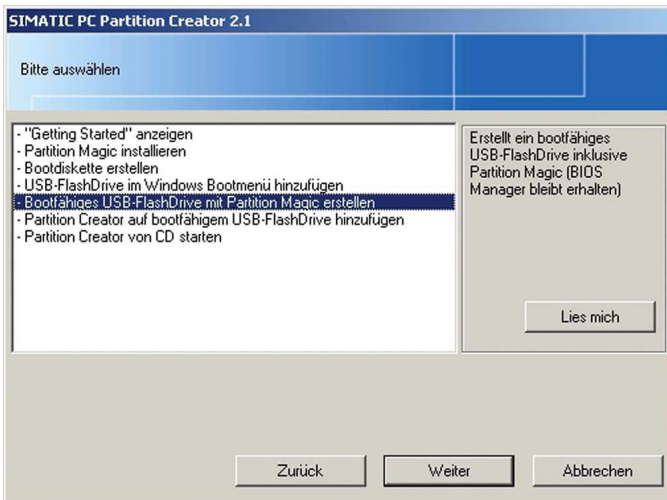 SIMATIC PC Partition Creator 2.1
Bitte auswählen
- "Getting Started" anzeigen
- Partition Magic installieren
- Bootdiskette erstellen
- USB-FlashDrive im Windows Bootmenü hinzufügen
- Bootfähiges USB-FlashDrive mit Partition Magic erstellen
- Partition Creator auf bootfähigem USB-FlashDrive hinzufügen
- Partition Creator von CD starten
Erstellt ein bootfähiges
USB-FlashDrive inklusive
Partition Magic (BIOS
Manager bleibt erhalten)
Lies mich
Zurück
Weiter
Abbrechen